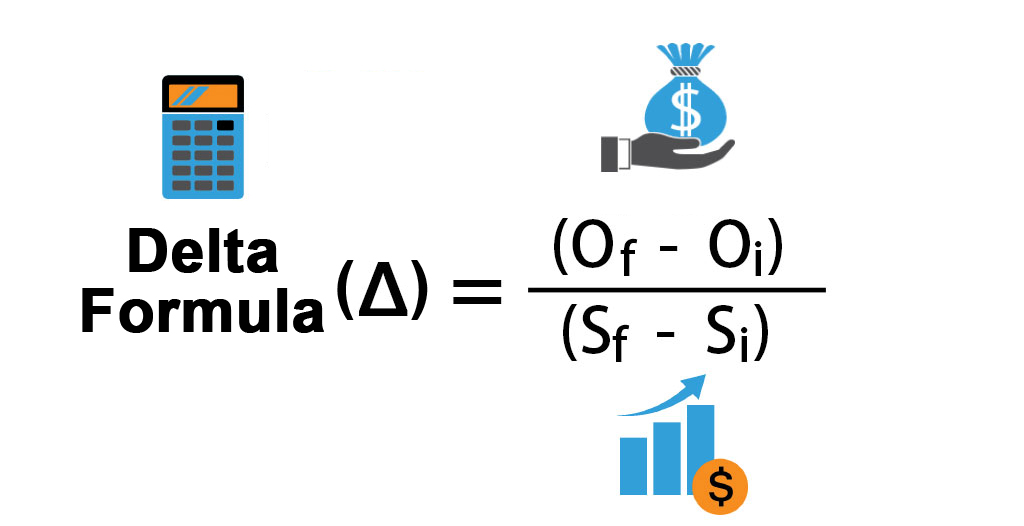 $
Delta
Formula (Δ) = (Of - Oi)
(Sf - Si)
$